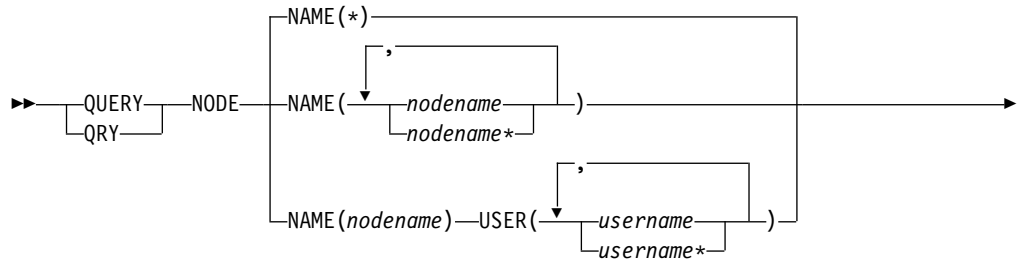 NAME(*)
,
QUERY NODE NAME( nodename )
QRY nodename*
,
NAME(nodename) USER( username )
username*